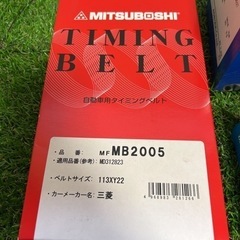 MITSUBOSHI
TIMING
BELT
自動車用タイミングベルト
・品 番 MF MB2005
・適用品番(参考) MD312823
・ベルトサイズ 113XY22
・カーメーカー名 三菱